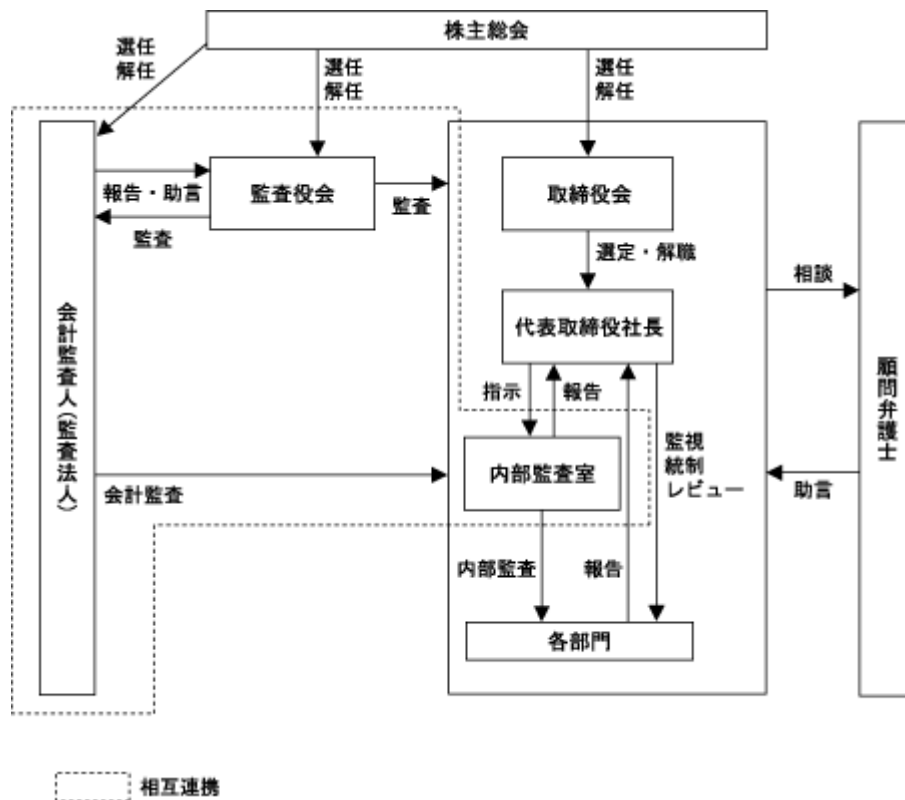 株主総会
選任
解任
選任
解任
選任
解任
報告・助言
監査
監査役会
監査
取締役会
選定・解職
代表取締役社長
相談
指示
報告
監視
統制
レビュー
内部監査室
会計監査
助言
内部監査
報告
各部門
会計監査人(監査法人)
顧問弁護士
相互連携